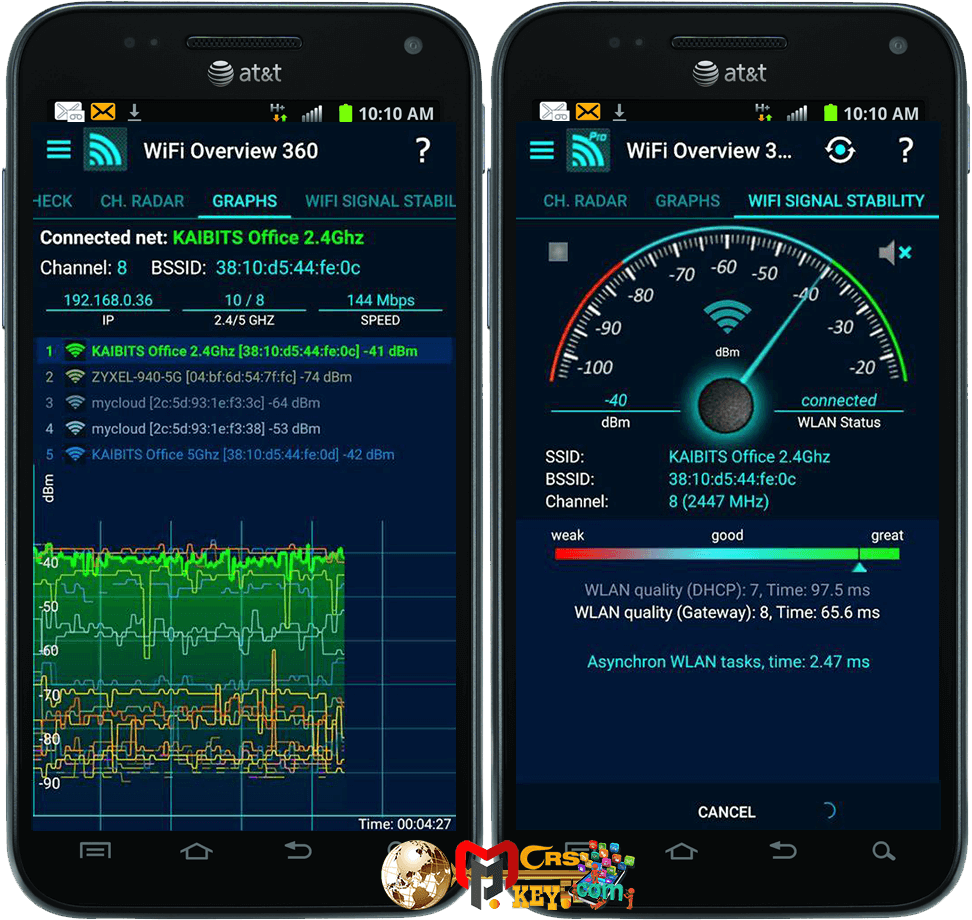 at&t
H+ 10:10 AM
WiFi Overview 360 ?
HECK CH. RADAR GRAPHS WIFI SIGNAL STABIL
Connected net: KAIBITS Office 2.4Ghz
Channel: 8 BSSID: 38:10:d5:44:fe:0c
192.168.0.36 10 / 8 144 Mbps
IP 2.4/5 GHZ SPEED
1 KAIBITS Office 2.4Ghz [38:10:d5:44:fe:0c] -41 dBm
2 ZYXEL-940-5G [04:bf:6d:54:7f:fc] -74 dBm
3 mycloud [2c:5d:93:1e:f3:3c] -64 dBm
4 mycloud [2c:5d:93:1e:f3:38] -53 dBm
5 KAIBITS Office 5Ghz [38:10:d5:44:fe:0d] -42 dBm
dBm
-40
-50
-60
-70
-80
-90
Time: 00:04:27
at&t
H+ 10:10 AM
Pro WiFi Overview 3... ?
CH. RADAR GRAPHS WIFI SIGNAL STABILITY
-100
-90
-80
-70
-60
-50
-40
-30
-20
dBm
-40 connected
dBm WLAN Status
SSID: KAIBITS Office 2.4Ghz
BSSID: 38:10:d5:44:fe:0c
Channel: 8 (2447 MHz)
weak good great
WLAN quality (DHCP): 7, Time: 97.5 ms
WLAN quality (Gateway): 8, Time: 65.6 ms
Asynchron WLAN tasks, time: 2.47 ms
CANCEL
CRS
KEY
.com